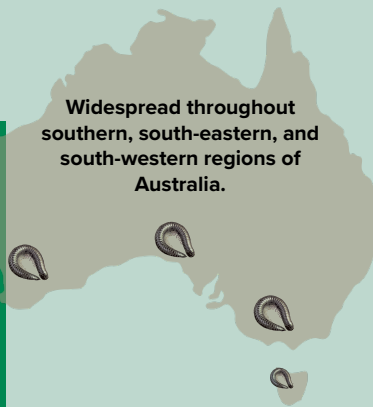 Widespread throughout
southern, south-eastern, and
south-western regions of
Australia.